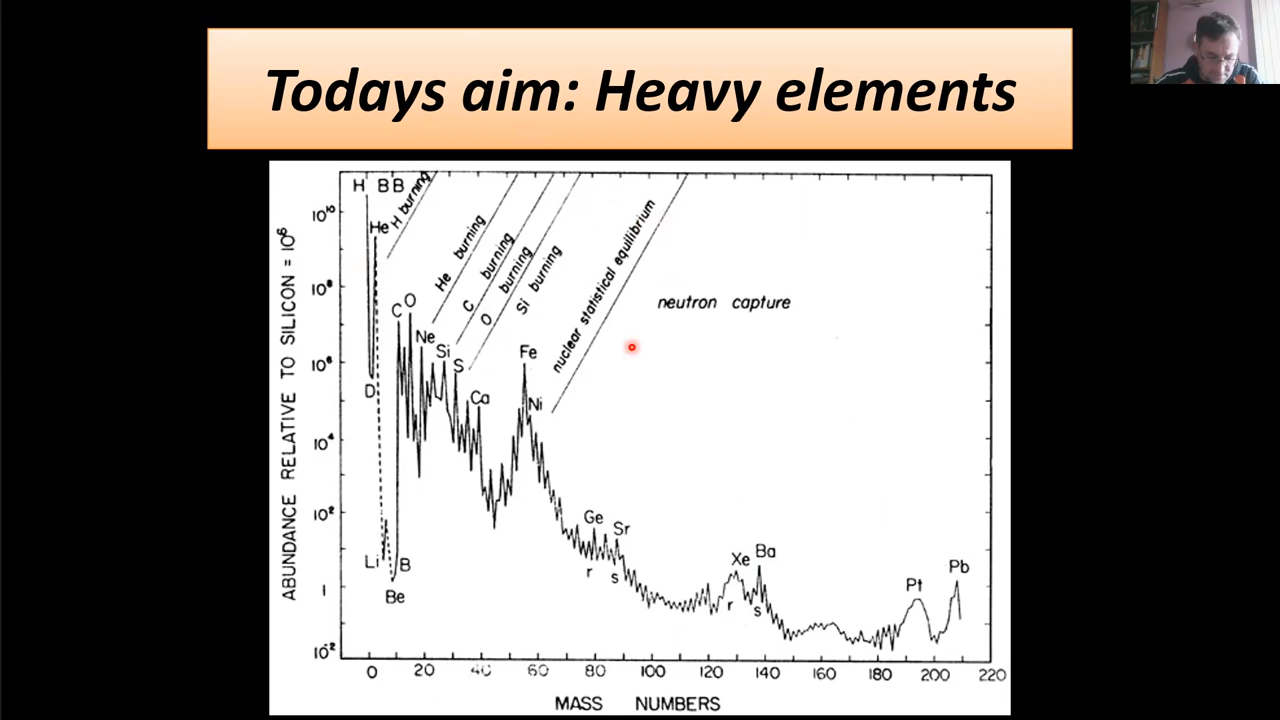 Todays aim: Heavy elements
H BB
H burning
He
He burning
C burning
O burning
Si burning
nuclear statistical equilibrium
neutron capture
C O
Ne
Si
S
Ca
Fe
Ni
D
Li
B
Be
Ge
Sr
r
s
Xe
Ba
r
s
Pt
Pb
ABUNDANCE RELATIVE TO SILICON = 10⁶
10¹⁰
10⁸
10⁶
10⁴
10²
1
10⁻²
0 20 40 60 80 100 120 140 160 180 200 220
MASS NUMBERS